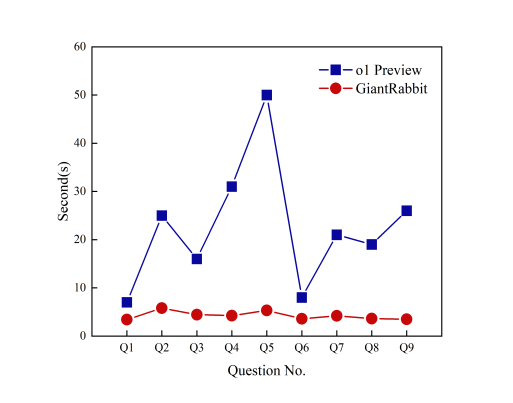 60
50
40
30
20
10
0
Second(s)
o1 Preview
GiantRabbit
Q1 Q2 Q3 Q4 Q5 Q6 Q7 Q8 Q9
Question No.